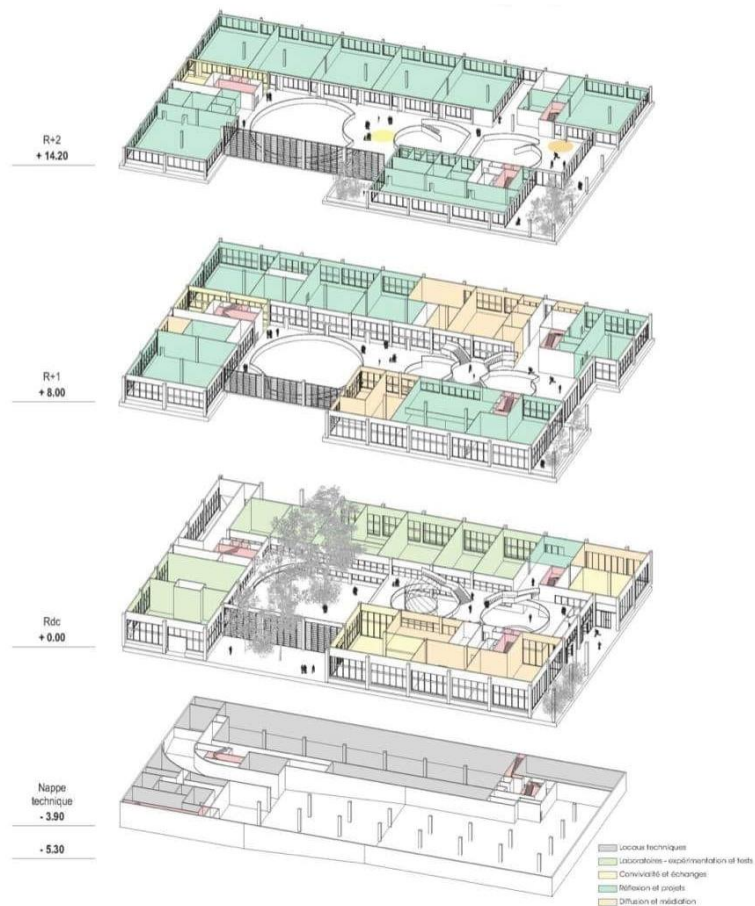 R+2
+ 14.20
R+1
+ 8.00
Rdc
+ 0.00
Nappe
technique
- 3.90
- 5.30
Locaux techniques
Laboratoires - expérimentation et tests
Convivialité et échanges
Réflexion et projets
Diffusion et médiation